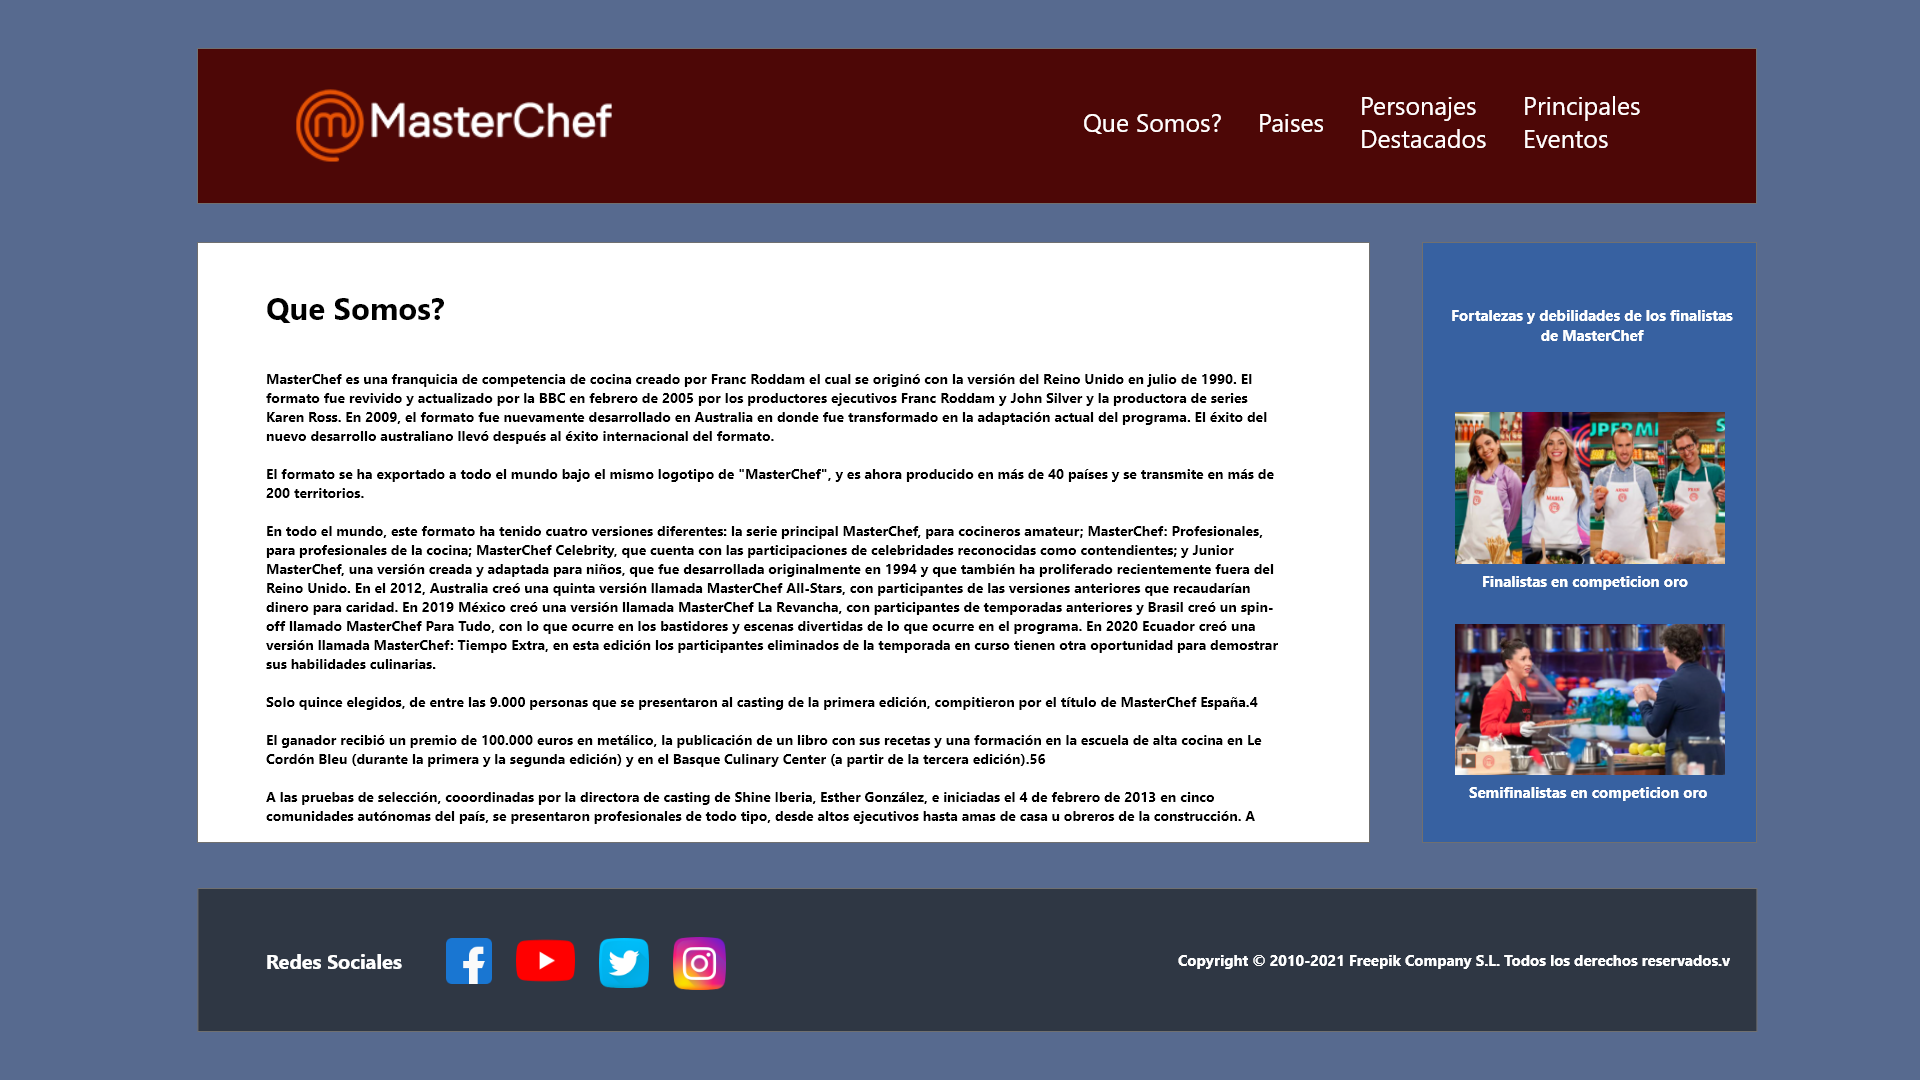 MasterChef
Que Somos?
Paises
Personajes
Destacados
Principales
Eventos
Que Somos?
MasterChef es una franquicia de competencia de cocina creado por Franc Roddam el cual se originó con la versión del Reino Unido en julio de 1990. El
formato fue revivido y actualizado por la BBC en febrero de 2005 por los productores ejecutivos Franc Roddam y John Silver y la productora de series
Karen Ross. En 2009, el formato fue nuevamente desarrollado en Australia en donde fue transformado en la adaptación actual del programa. El éxito del
nuevo desarrollo australiano llevó después al éxito internacional del formato.
El formato se ha exportado a todo el mundo bajo el mismo logotipo de "MasterChef", y es ahora producido en más de 40 países y se transmite en más de
200 territorios.
En todo el mundo, este formato ha tenido cuatro versiones diferentes: la serie principal MasterChef, para cocineros amateur; MasterChef: Profesionales,
para profesionales de la cocina; MasterChef Celebrity, que cuenta con las participaciones de celebridades reconocidas como contendientes; y Junior
MasterChef, una versión creada y adaptada para niños, que fue desarrollada originalmente en 1994 y que también ha proliferado recientemente fuera del
Reino Unido. En el 2012, Australia creó una quinta versión llamada MasterChef All-Stars, con participantes de las versiones anteriores que recaudarían
dinero para caridad. En 2019 México creó una versión llamada MasterChef La Revancha, con participantes de temporadas anteriores y Brasil creó un spin-
off llamado MasterChef Para Tudo, con lo que ocurre en los bastidores y escenas divertidas de lo que ocurre en el programa. En 2020 Ecuador creó una
versión llamada MasterChef: Tiempo Extra, en esta edición los participantes eliminados de la temporada en curso tienen otra oportunidad para demostrar
sus habilidades culinarias.
Solo quince elegidos, de entre las 9.000 personas que se presentaron al casting de la primera edición, compitieron por el título de MasterChef España.4
El ganador recibió un premio de 100.000 euros en metálico, la publicación de un libro con sus recetas y una formación en la escuela de alta cocina en Le
Cordón Bleu (durante la primera y la segunda edición) y en el Basque Culinary Center (a partir de la tercera edición).56
A las pruebas de selección, cooordinadas por la directora de casting de Shine Iberia, Esther González, e iniciadas el 4 de febrero de 2013 en cinco
comunidades autónomas del país, se presentaron profesionales de todo tipo, desde altos ejecutivos hasta amas de casa u obreros de la construcción. A
Fortalezas y debilidades de los finalistas
de MasterChef
MARIA
Finalistas en competicion oro
Semifinalistas en competicion oro
Redes Sociales
Copyright © 2010-2021 Freepik Company S.L. Todos los derechos reservados.v